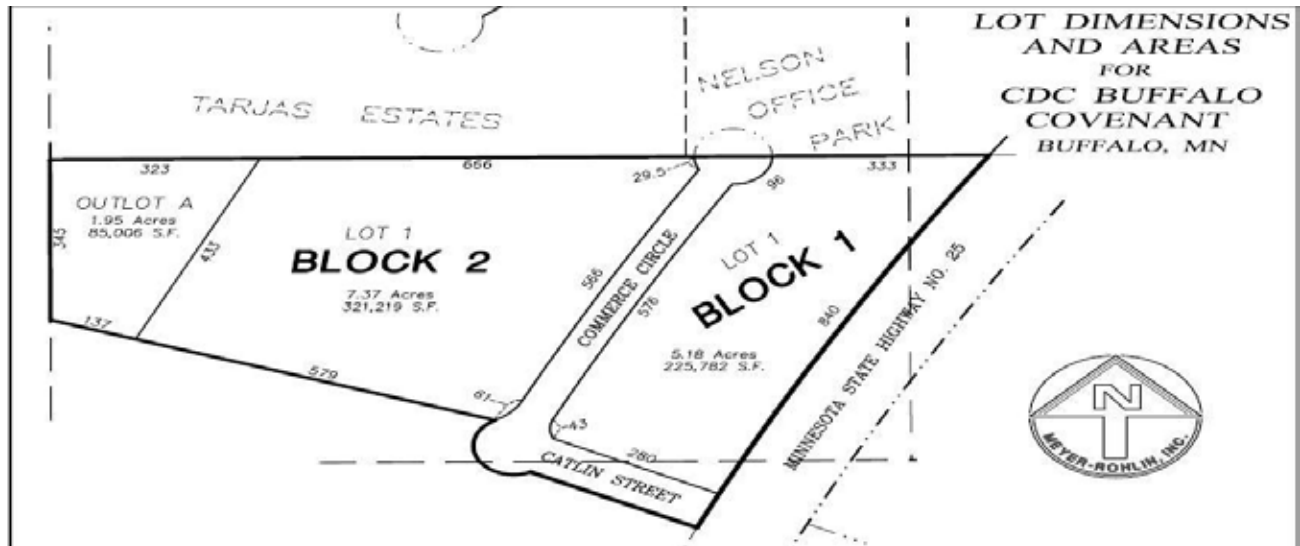 LOT DIMENSIONS
AND AREAS
FOR
CDC BUFFALO
COVENANT
BUFFALO, MN
TARJAS ESTATES
NELSON
OFFICE
PARK
323
666
29.5
96
333
OUTLOT A
1.95 Acres
85,006 S.F.
345
433
LOT 1
BLOCK 2
7.37 Acres
321,219 S.F.
566
COMMERCE CIRCLE
576
LOT 1
BLOCK 1
5.18 Acres
225,782 S.F.
840
MINNESOTA STATE HIGHWAY NO. 25
137
579
61
43
280
CATLIN STREET
N
MEYER-ROHLIN, INC.